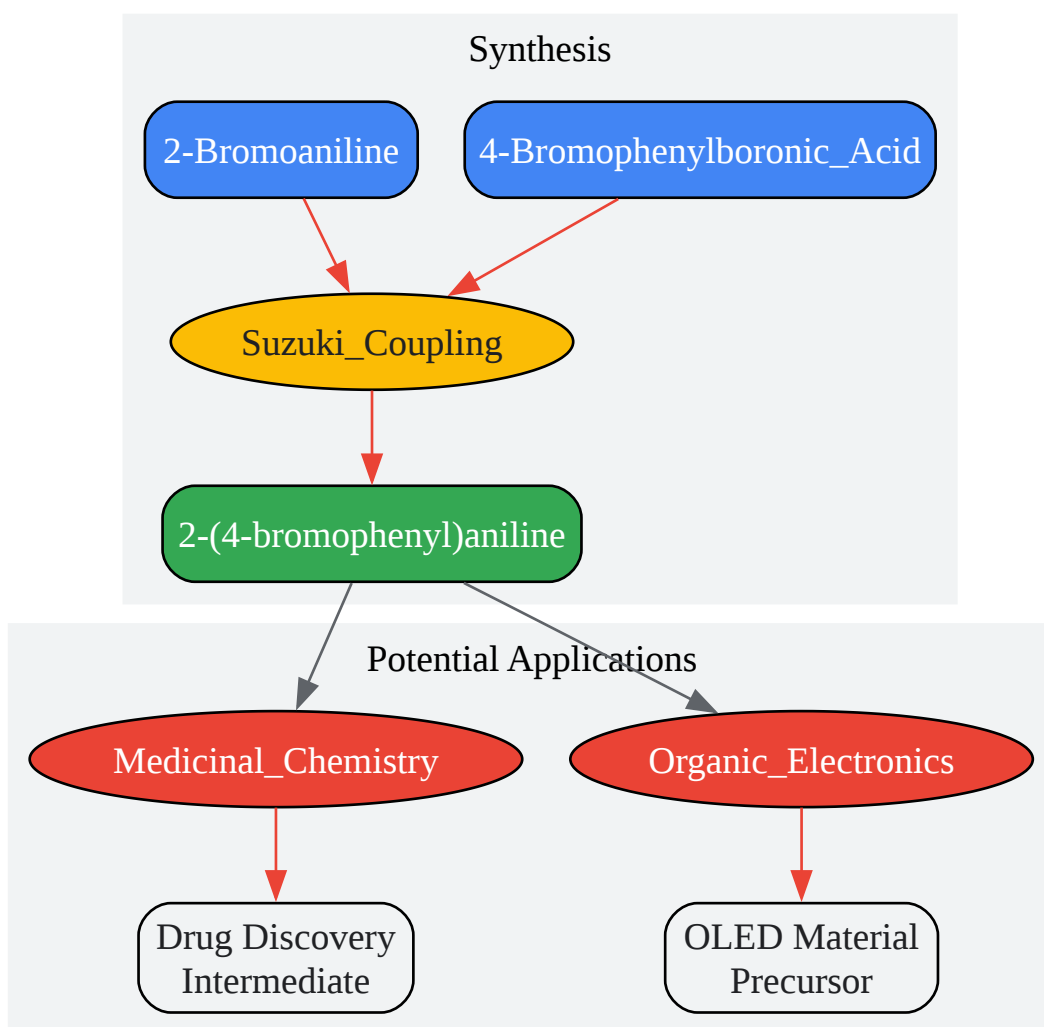 Synthesis
2-Bromoaniline
4-Bromophenylboronic_Acid
Suzuki_Coupling
2-(4-bromophenyl)aniline
Potential Applications
Medicinal_Chemistry
Organic_Electronics
Drug Discovery
Intermediate
OLED Material
Precursor